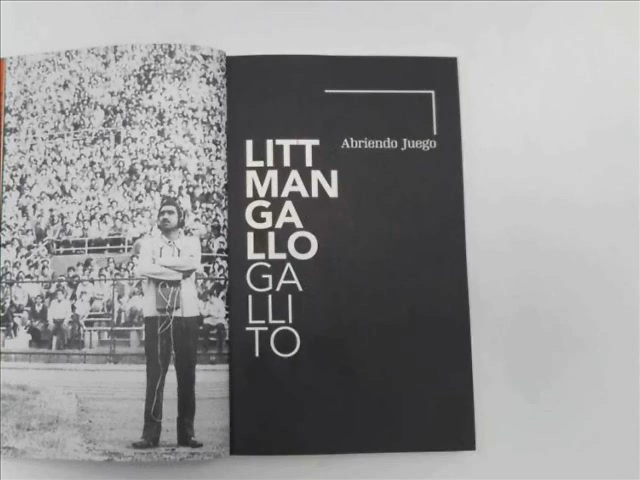 Abriendo Juego
LITT
MAN
GA
LLO
GA
LLI
TO